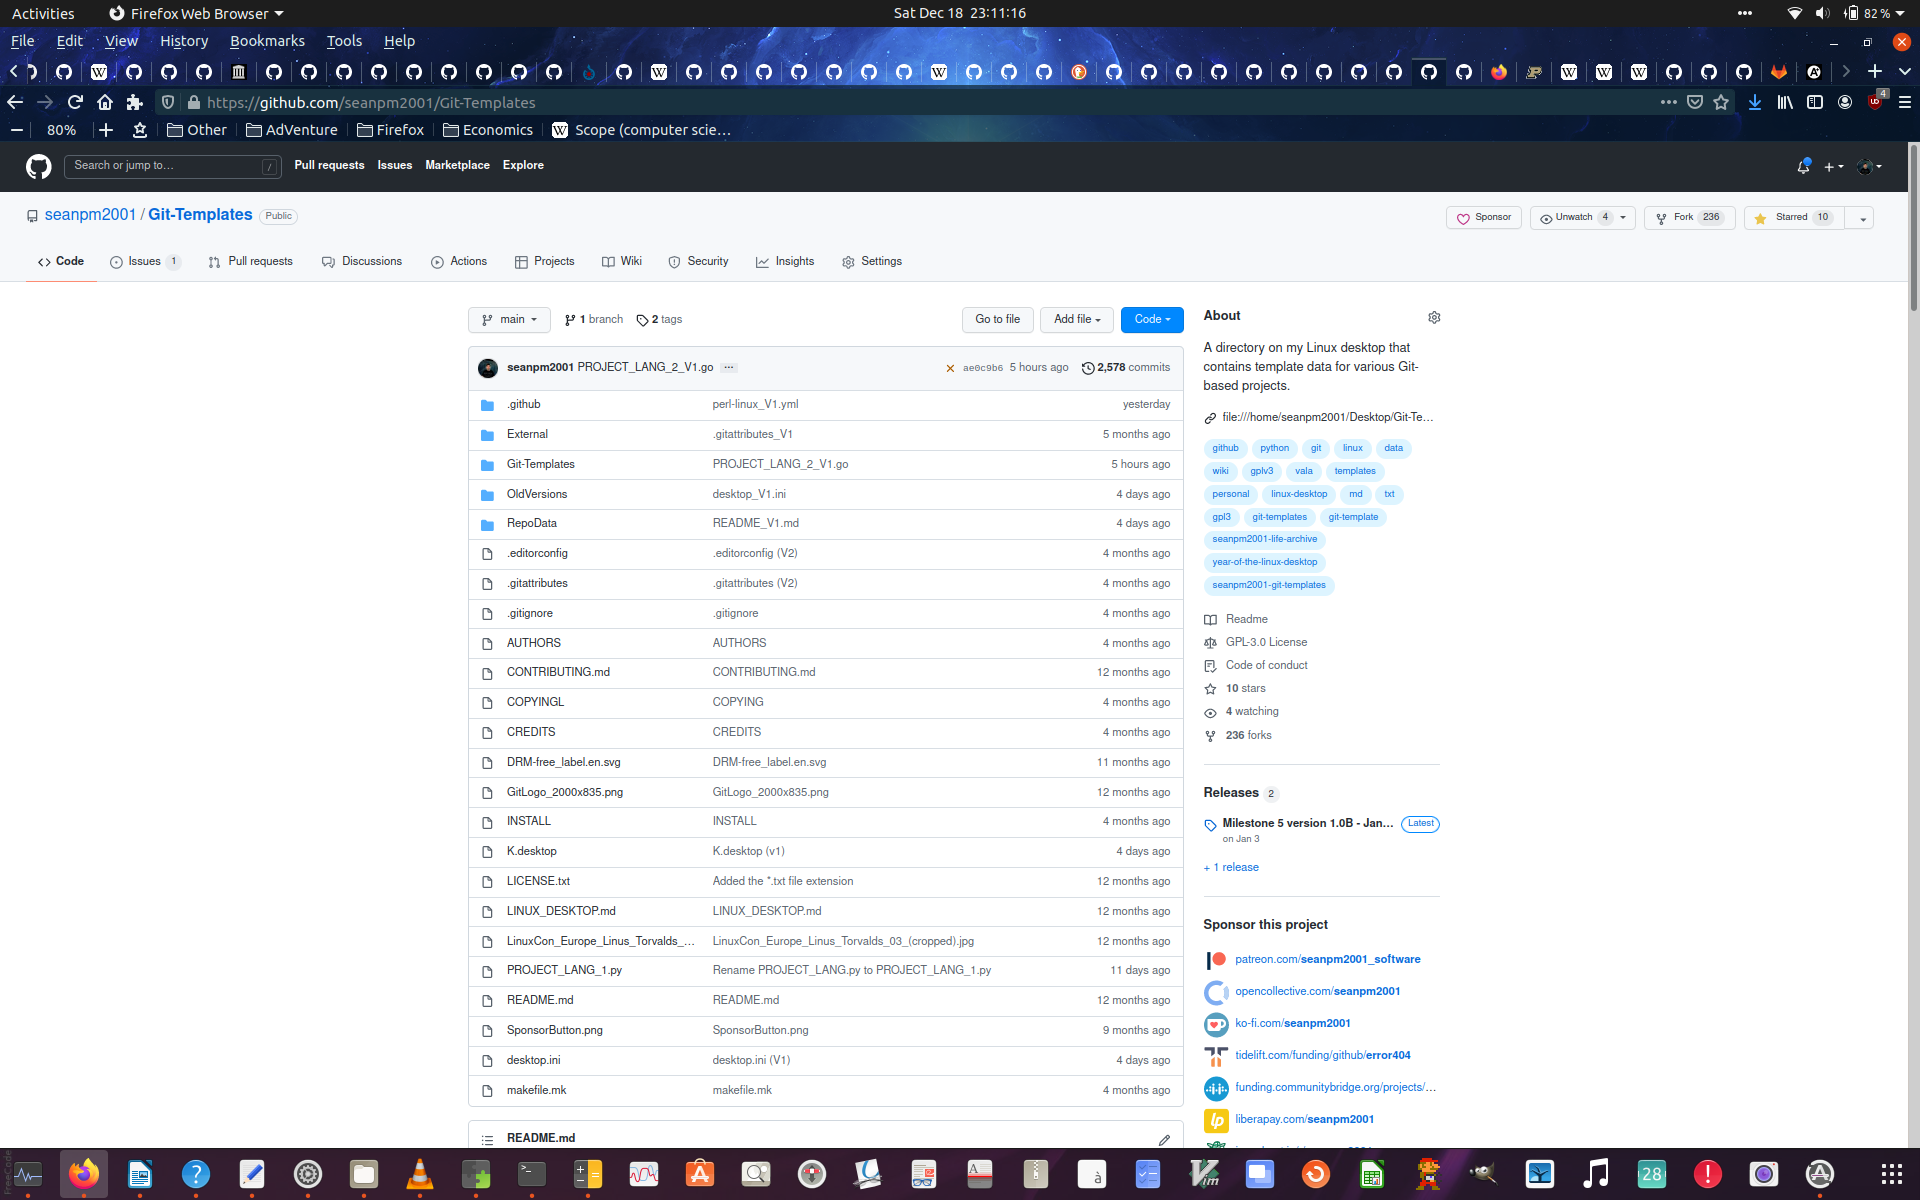 Activities Firefox Web Browser Sat Dec 18 23:11:16 82 %
File Edit View History Bookmarks Tools Help
https://github.com/seanpm2001/Git-Templates 4
80% Other AdVenture Firefox Economics Scope (computer scie…
Search or jump to… / Pull requests Issues Marketplace Explore
seanpm2001 / Git-Templates Public Sponsor Unwatch 4 Fork 236 Starred 10
Code Issues 1 Pull requests Discussions Actions Projects Wiki Security Insights Settings
main 1 branch 2 tags Go to file Add file Code
seanpm2001 PROJECT_LANG_2_V1.go ae0c9b6 5 hours ago 2,578 commits
.github perl-linux_V1.yml yesterday
External .gitattributes_V1 5 months ago
Git-Templates PROJECT_LANG_2_V1.go 5 hours ago
OldVersions desktop_V1.ini 4 days ago
RepoData README_V1.md 4 days ago
.editorconfig .editorconfig (V2) 4 months ago
.gitattributes .gitattributes (V2) 4 months ago
.gitignore .gitignore 4 months ago
AUTHORS AUTHORS 4 months ago
CONTRIBUTING.md CONTRIBUTING.md 12 months ago
COPYINGL COPYING 4 months ago
CREDITS CREDITS 4 months ago
DRM-free_label.en.svg DRM-free_label.en.svg 11 months ago
GitLogo_2000x835.png GitLogo_2000x835.png 12 months ago
INSTALL INSTALL 4 months ago
K.desktop K.desktop (v1) 4 days ago
LICENSE.txt Added the *.txt file extension 12 months ago
LINUX_DESKTOP.md LINUX_DESKTOP.md 12 months ago
LinuxCon_Europe_Linus_Torvalds_… LinuxCon_Europe_Linus_Torvalds_03_(cropped).jpg 12 months ago
PROJECT_LANG_1.py Rename PROJECT_LANG.py to PROJECT_LANG_1.py 11 days ago
README.md README.md 12 months ago
SponsorButton.png SponsorButton.png 9 months ago
desktop.ini desktop.ini (V1) 4 days ago
makefile.mk makefile.mk 4 months ago
README.md
About
A directory on my Linux desktop that
contains template data for various Git-
based projects.
file:///home/seanpm2001/Desktop/Git-Te…
github python git linux data
wiki gplv3 vala templates
personal linux-desktop md txt
gpl3 git-templates git-template
seanpm2001-life-archive
year-of-the-linux-desktop
seanpm2001-git-templates
Readme
GPL-3.0 License
Code of conduct
10 stars
4 watching
236 forks
Releases 2
Milestone 5 version 1.0B - Jan… Latest
on Jan 3
+ 1 release
Sponsor this project
patreon.com/seanpm2001_software
opencollective.com/seanpm2001
ko-fi.com/seanpm2001
tidelift.com/funding/github/error404
funding.communitybridge.org/projects/…
liberapay.com/seanpm2001
28